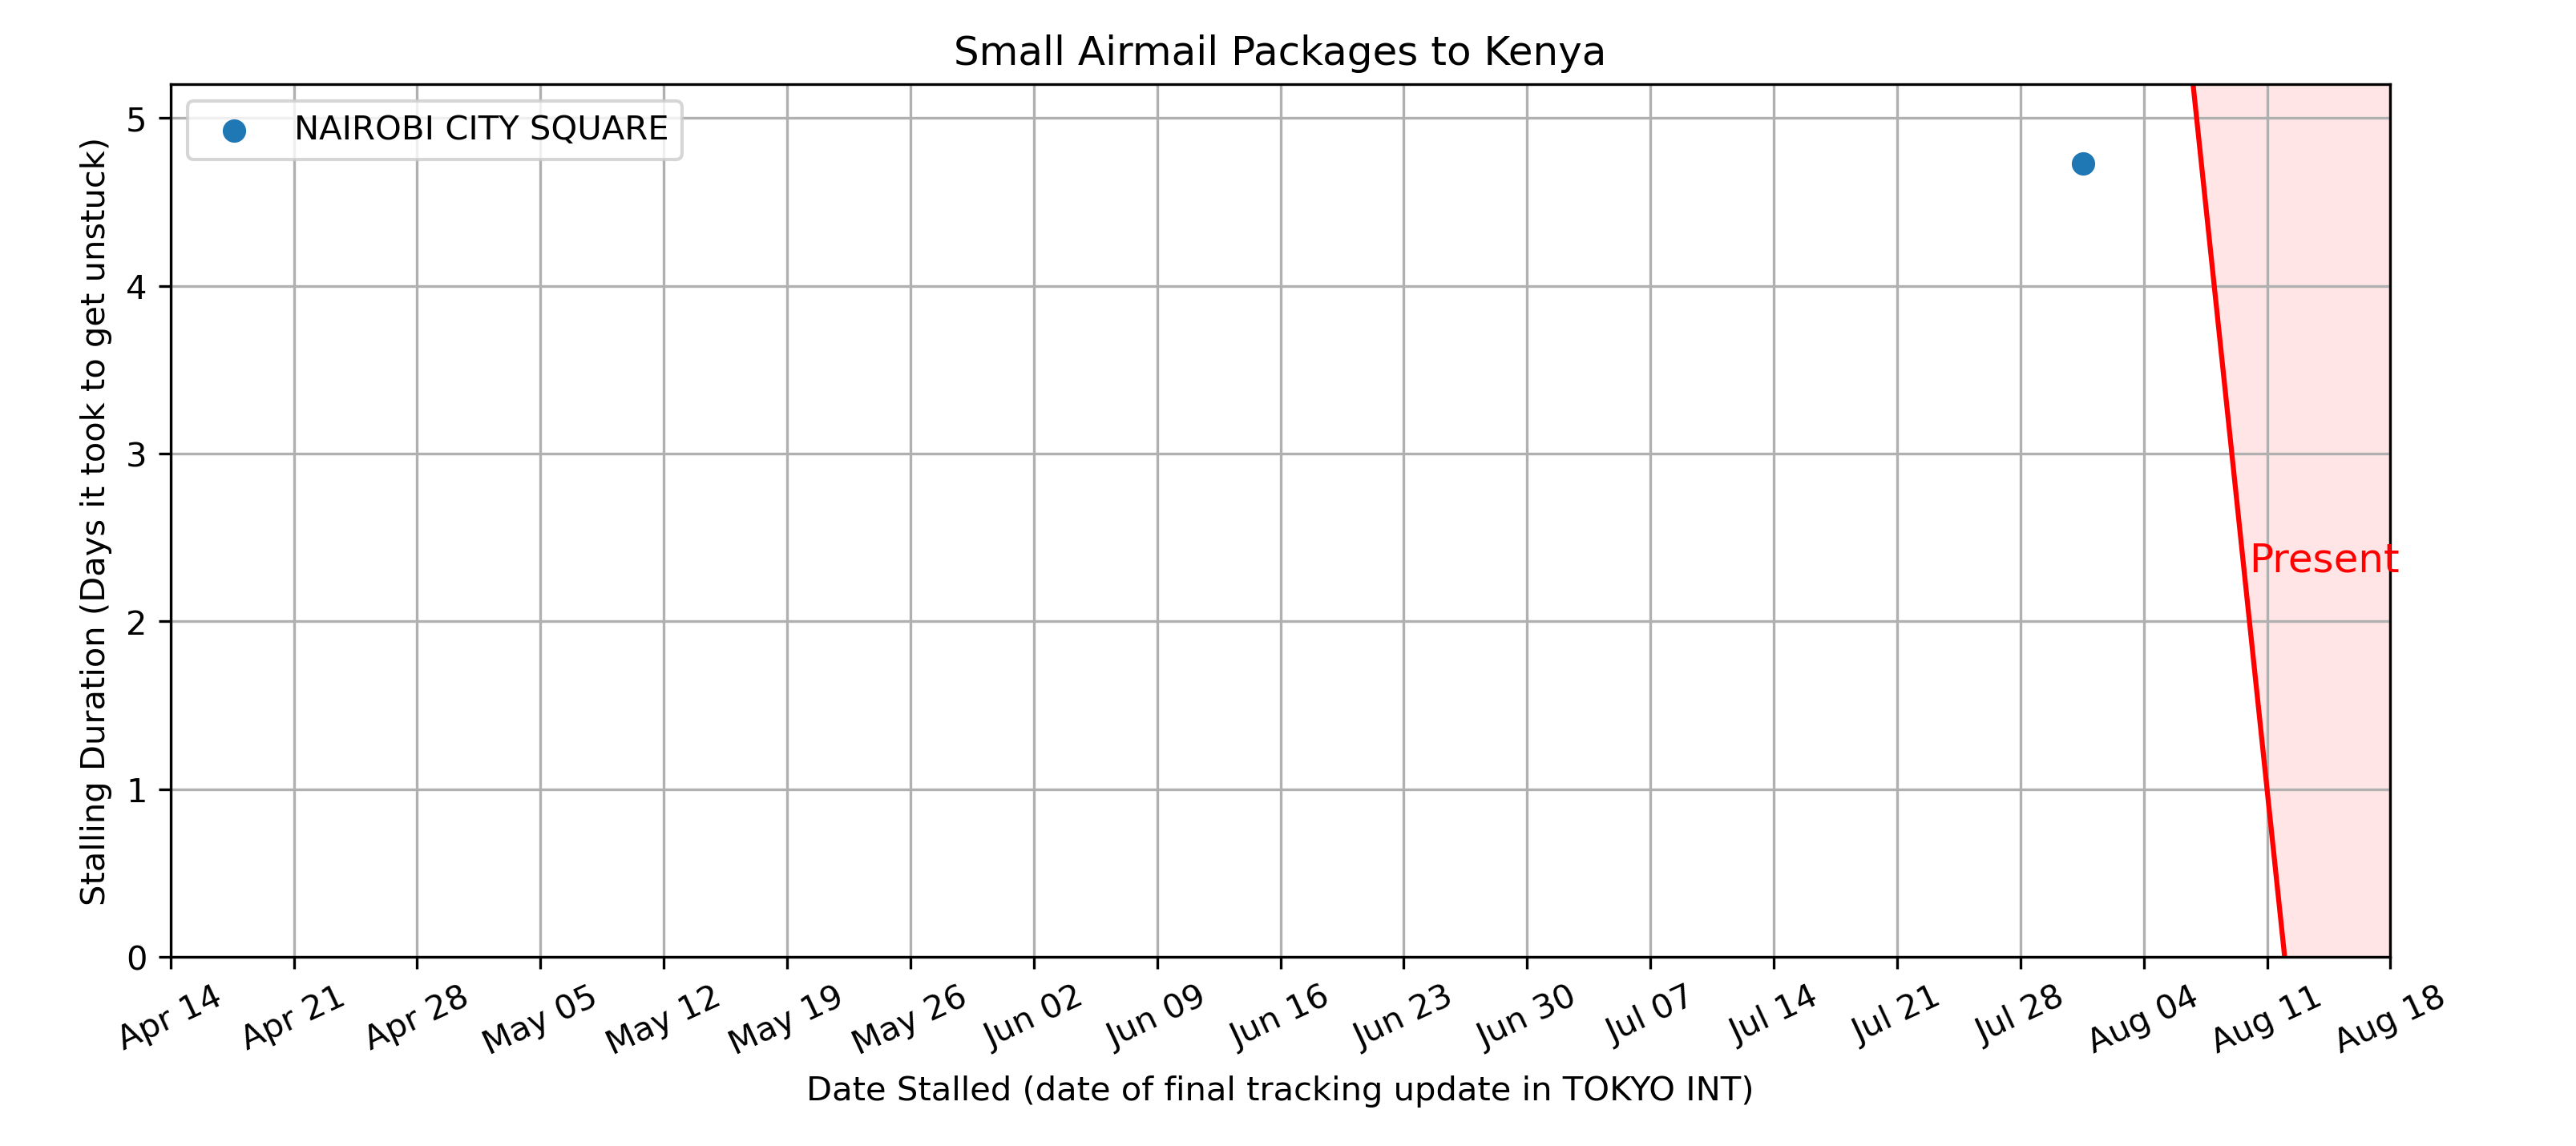 Small Airmail Packages to Kenya
NAIROBI CITY SQUARE
5
4
3
2
1
0
Stalling Duration (Days it took to get unstuck)
Present
Apr 14
Apr 21
Apr 28
May 05
May 12
May 19
May 26
Jun 02
Jun 09
Jun 16
Jun 23
Jun 30
Jul 07
Jul 14
Jul 21
Jul 28
Aug 04
Aug 11
Aug 18
Date Stalled (date of final tracking update in TOKYO INT)